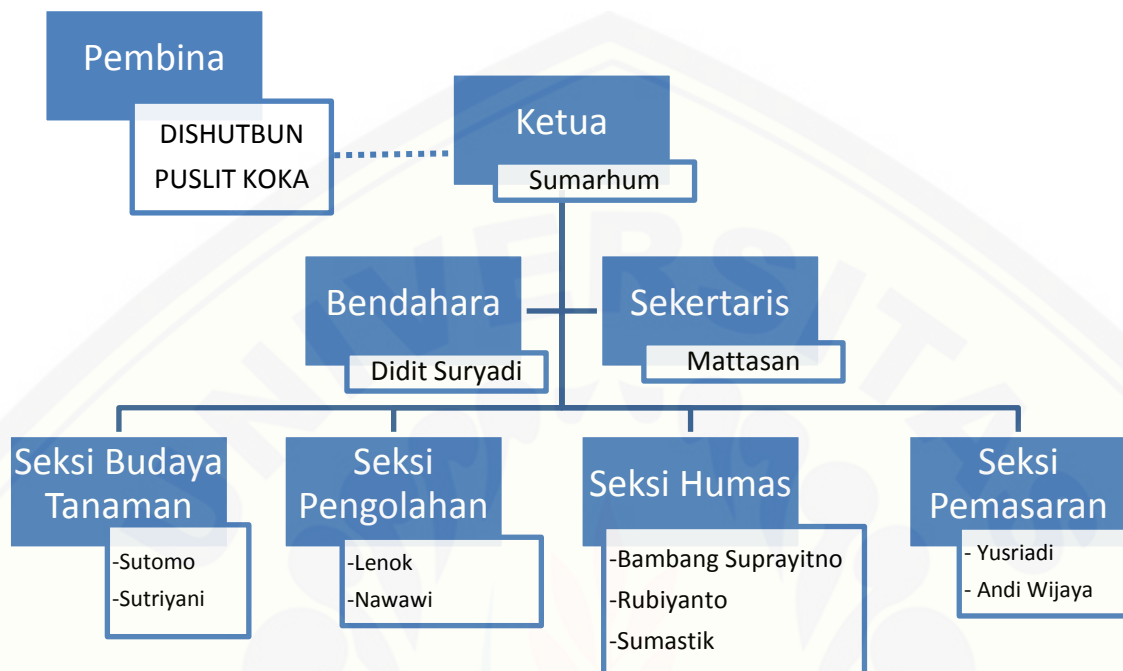 Pembina
DISHUTBUN
PUSLIT KOKA
Ketua
Sumarhum
Bendahara
Didit Suryadi
Sekertaris
Mattasan
Seksi Budaya
Tanaman
-Sutomo
-Sutriyani
Seksi
Pengolahan
-Lenok
-Nawawi
Seksi Humas
-Bambang Suprayitno
-Rubiyanto
-Sumastik
Seksi
Pemasaran
- Yusriadi
- Andi Wijaya
UNIVERSITAS